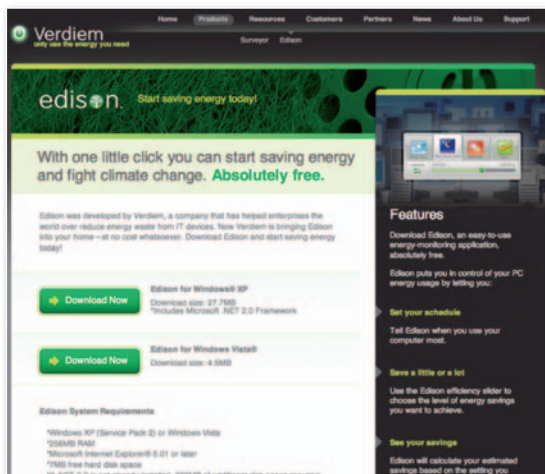 Home Products Resources Customers Partners News About Us Support
Verdiem
only use the energy you need
Surveyor Edison
edison.
Start saving energy today!
With one little click you can start saving energy
and fight climate change. Absolutely free.
Edison was developed by Verdiem, a company that has helped enterprises the
world over reduce energy waste from IT devices. Now Verdiem is bringing Edison
into your home—at no cost whatsoever. Download Edison and start saving energy
today!
Download Now
Edison for Windows® XP
Download size: 27.7MB
*Includes Microsoft .NET 2.0 Framework
Download Now
Edison for Windows Vista®
Download size: 4.5MB
Edison System Requirements
*Windows XP (Service Pack 2) or Windows Vista
*256MB RAM
*Microsoft Internet Explorer® 5.01 or later
*7MB free hard disk space
Features
Download Edison, an easy-to-use
energy-monitoring application,
absolutely free.
Edison puts you in control of your PC
energy usage by letting you:
Set your schedule
Tell Edison when you use your
computer most.
Save a little or a lot
Use the Edison efficiency slider to
choose the level of energy savings
you want to achieve.
See your savings
Edison will calculate your estimated
savings based on the setting you